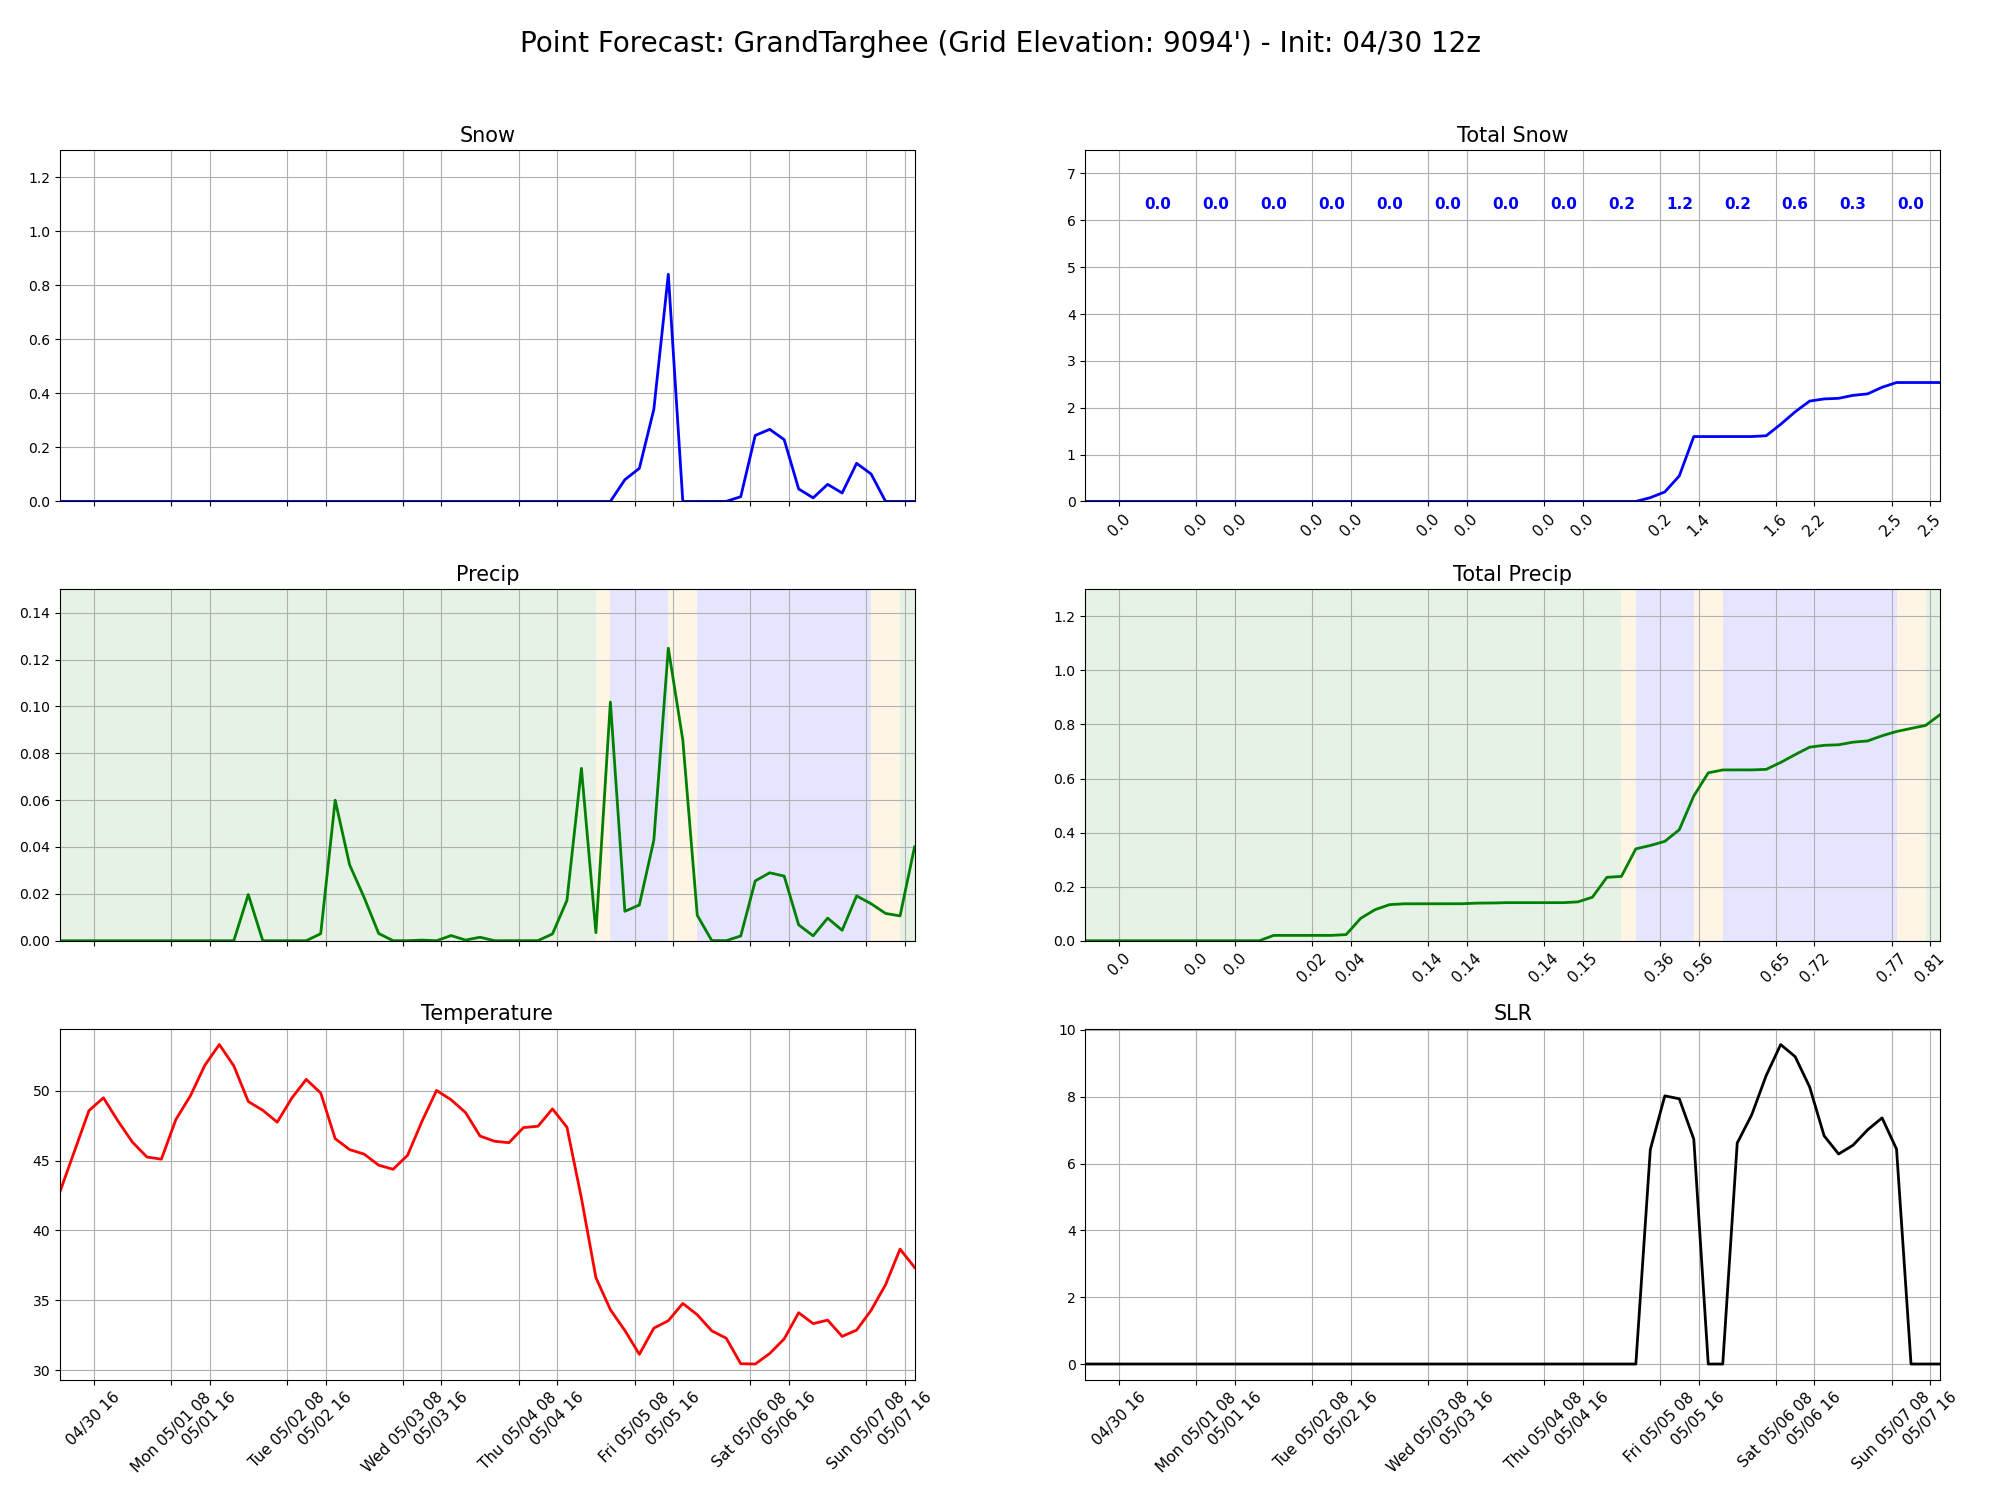 Point Forecast: GrandTarghee (Grid Elevation: 9094') - Init: 04/30 12z
Snow
1.2
1.0
0.8
0.6
0.4
0.2
0.0
Total Snow
7
6
5
4
3
2
1
0
0.0 0.0 0.0 0.0 0.0 0.0 0.0 0.0 0.2 1.2 0.2 0.6 0.3 0.0
0.0 0.0 0.0 0.0 0.0 0.0 0.0 0.0 0.0 0.2 1.4 1.6 2.2 2.5 2.5
Precip
0.14
0.12
0.10
0.08
0.06
0.04
0.02
0.00
Total Precip
1.2
1.0
0.8
0.6
0.4
0.2
0.0
0.0 0.0 0.0 0.02 0.04 0.14 0.14 0.14 0.15 0.36 0.56 0.65 0.72 0.77 0.81
Temperature
50
45
40
35
30
04/30 16
Mon 05/01 08
05/01 16
Tue 05/02 08
05/02 16
Wed 05/03 08
05/03 16
Thu 05/04 08
05/04 16
Fri 05/05 08
05/05 16
Sat 05/06 08
05/06 16
Sun 05/07 08
05/07 16
SLR
10
8
6
4
2
0
04/30 16
Mon 05/01 08
05/01 16
Tue 05/02 08
05/02 16
Wed 05/03 08
05/03 16
Thu 05/04 08
05/04 16
Fri 05/05 08
05/05 16
Sat 05/06 08
05/06 16
Sun 05/07 08
05/07 16